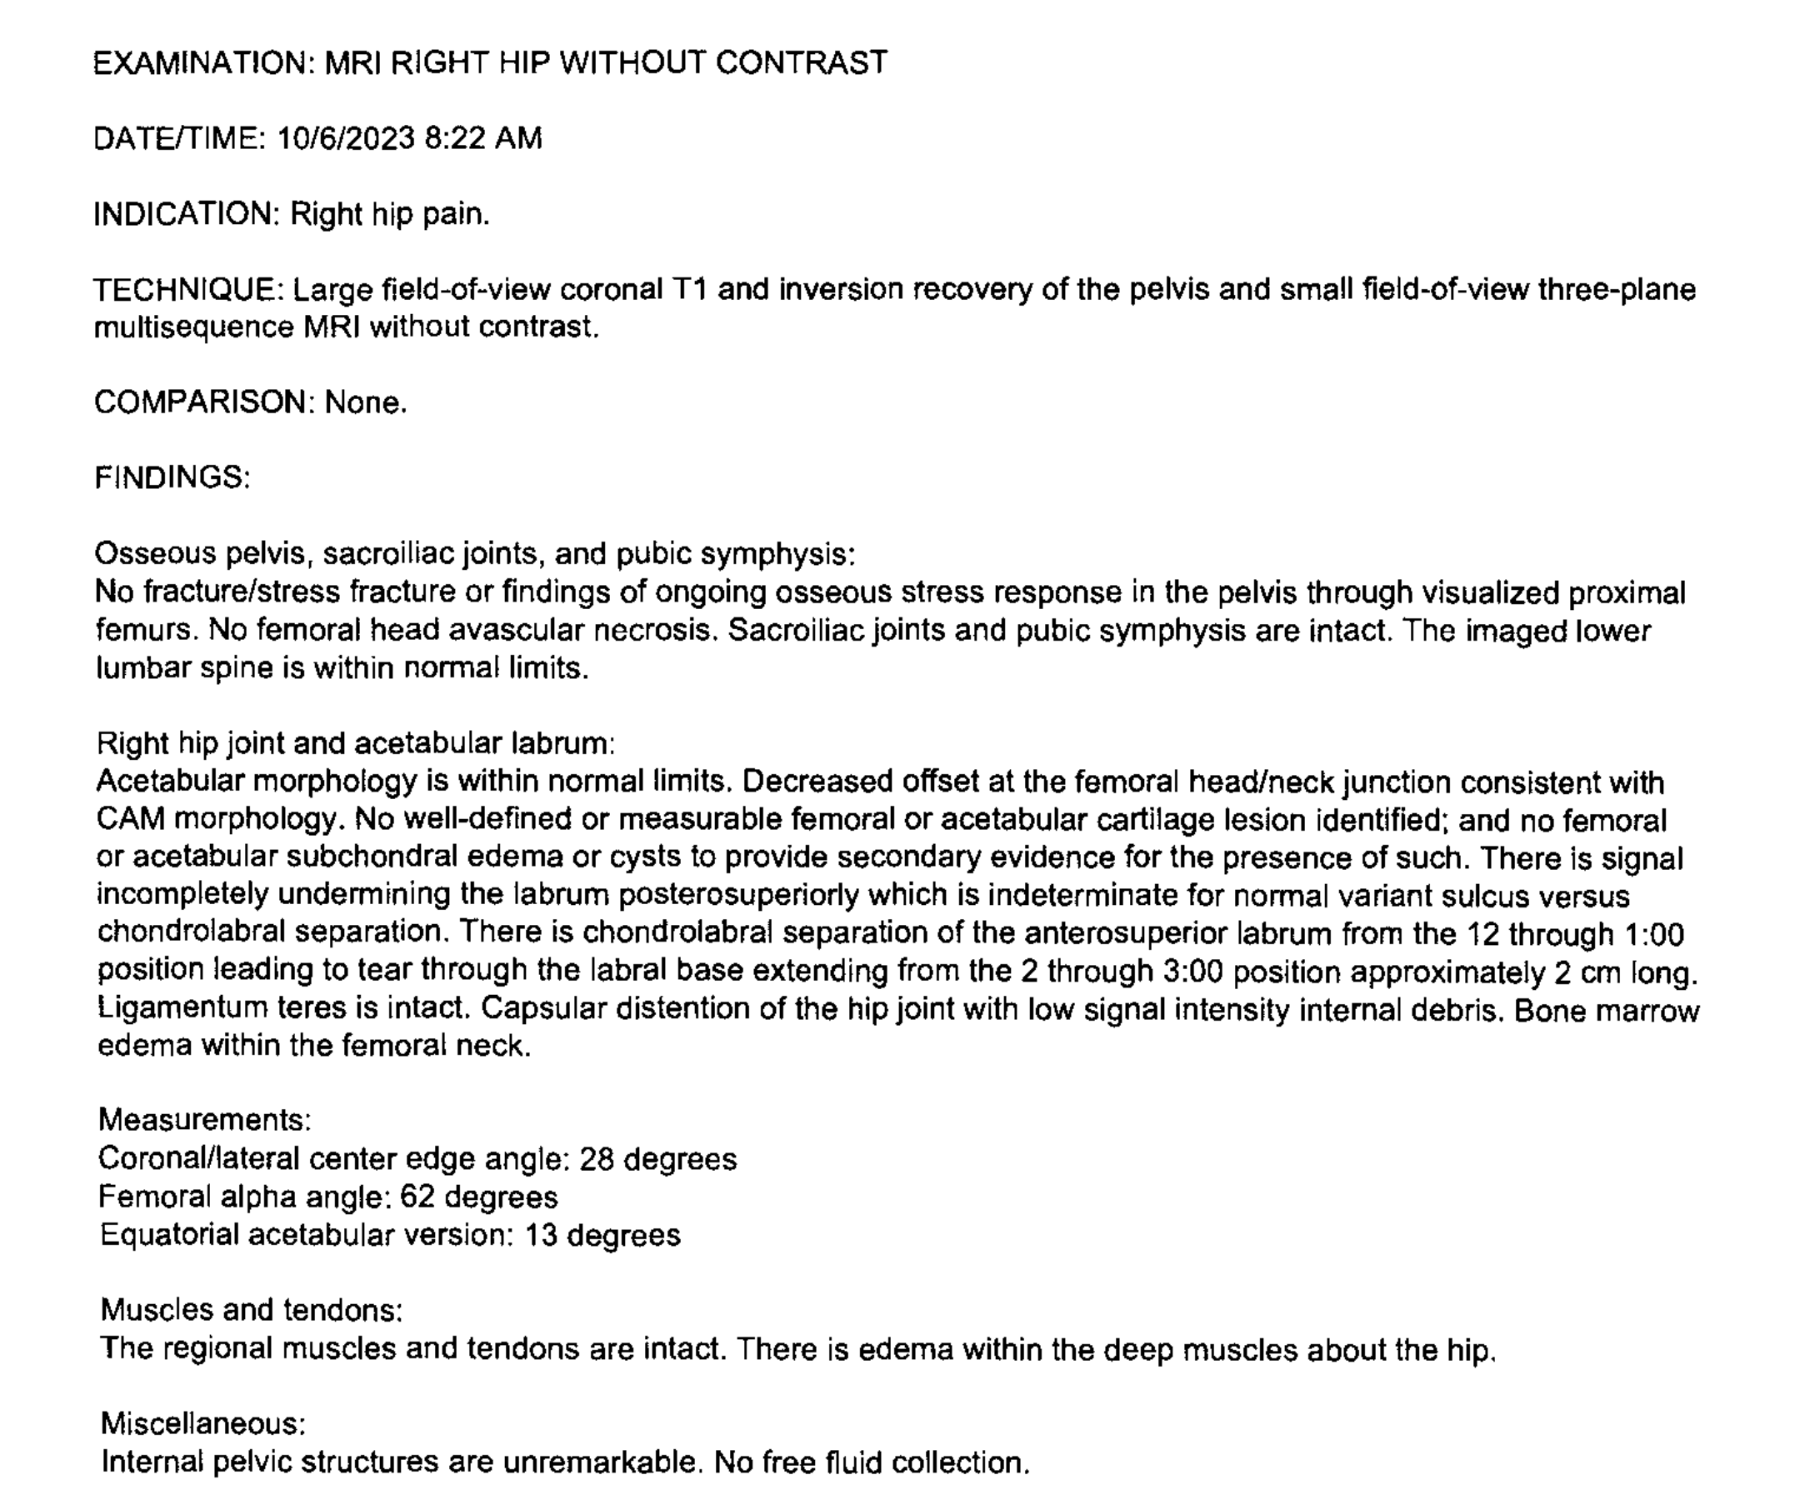 EXAMINATION: MRI RIGHT HIP WITHOUT CONTRAST
DATE/TIME: 10/6/2023 8:22 AM
INDICATION: Right hip pain.
TECHNIQUE: Large field-of-view coronal T1 and inversion recovery of the pelvis and small field-of-view three-plane
multisequence MRI without contrast.
COMPARISON: None.
FINDINGS:
Osseous pelvis, sacroiliac joints, and pubic symphysis:
No fracture/stress fracture or findings of ongoing osseous stress response in the pelvis through visualized proximal
femurs. No femoral head avascular necrosis. Sacroiliac joints and pubic symphysis are intact. The imaged lower
lumbar spine is within normal limits.
Right hip joint and acetabular labrum:
Acetabular morphology is within normal limits. Decreased offset at the femoral head/neck junction consistent with
CAM morphology. No well-defined or measurable femoral or acetabular cartilage lesion identified; and no femoral
or acetabular subchondral edema or cysts to provide secondary evidence for the presence of such. There is signal
incompletely undermining the labrum posterosuperiorly which is indeterminate for normal variant sulcus versus
chondrolabral separation. There is chondrolabral separation of the anterosuperior labrum from the 12 through 1:00
position leading to tear through the labral base extending from the 2 through 3:00 position approximately 2 cm long.
Ligamentum teres is intact. Capsular distention of the hip joint with low signal intensity internal debris. Bone marrow
edema within the femoral neck.
Measurements:
Coronal/lateral center edge angle: 28 degrees
Femoral alpha angle: 62 degrees
Equatorial acetabular version: 13 degrees
Muscles and tendons:
The regional muscles and tendons are intact. There is edema within the deep muscles about the hip.
Miscellaneous:
Internal pelvic structures are unremarkable. No free fluid collection.